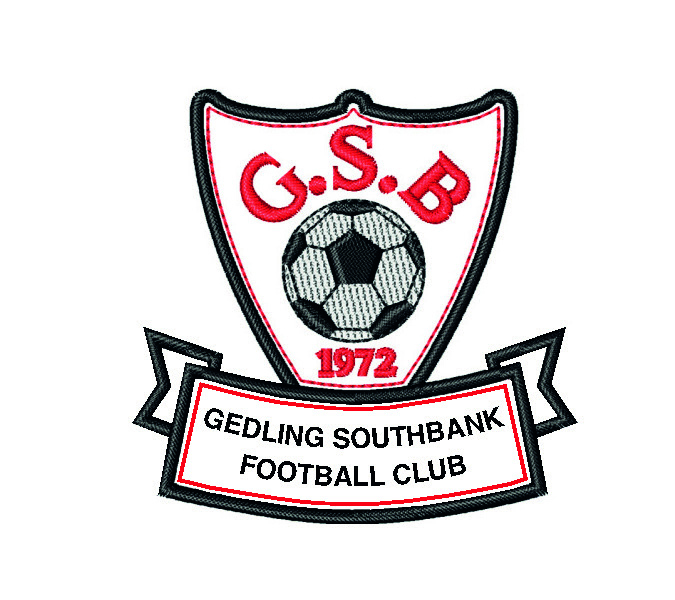 G.S.B
1972
GEDLING SOUTHBANK
FOOTBALL CLUB